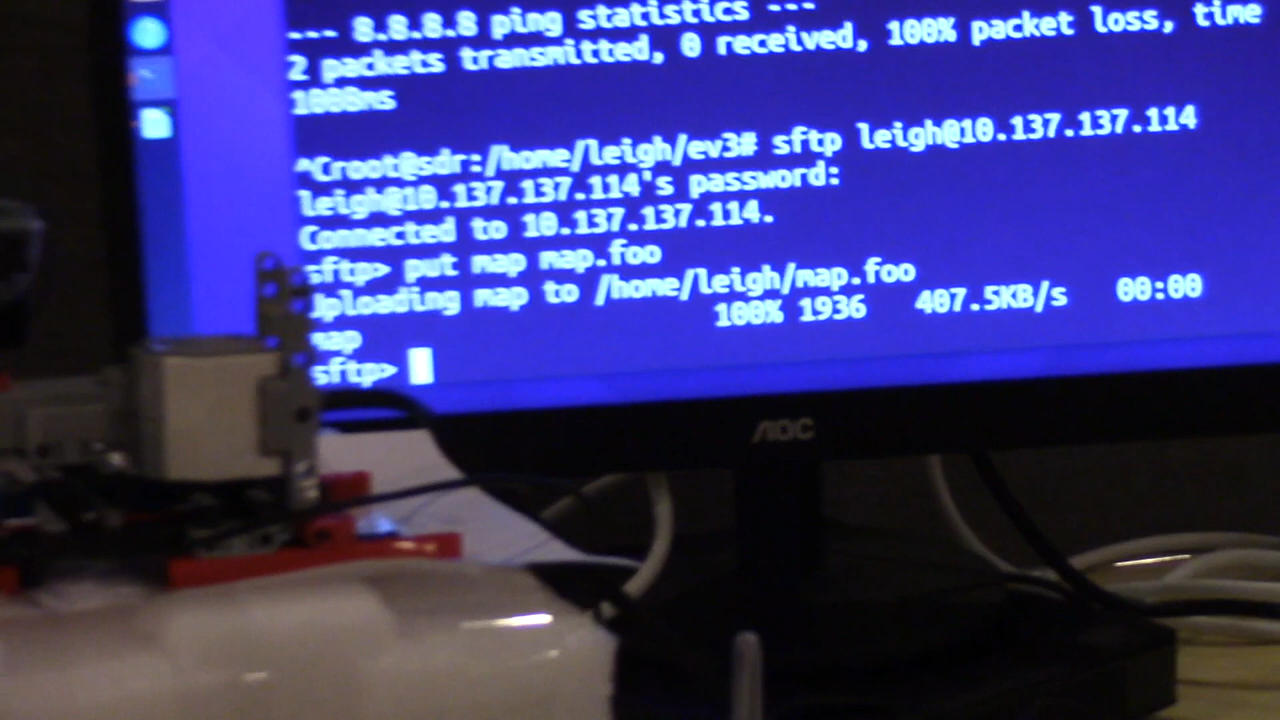 --- 8.8.8.8 ping statistics ---
2 packets transmitted, 0 received, 100% packet loss, time
1008ms
^Croot@sdr:/home/leigh/ev3# sftp leigh@10.137.137.114
leigh@10.137.137.114's password:
Connected to 10.137.137.114.
sftp> put map map.foo
Uploading map to /home/leigh/map.foo
map 100% 1936 407.5KB/s 00:00
sftp>
AOC